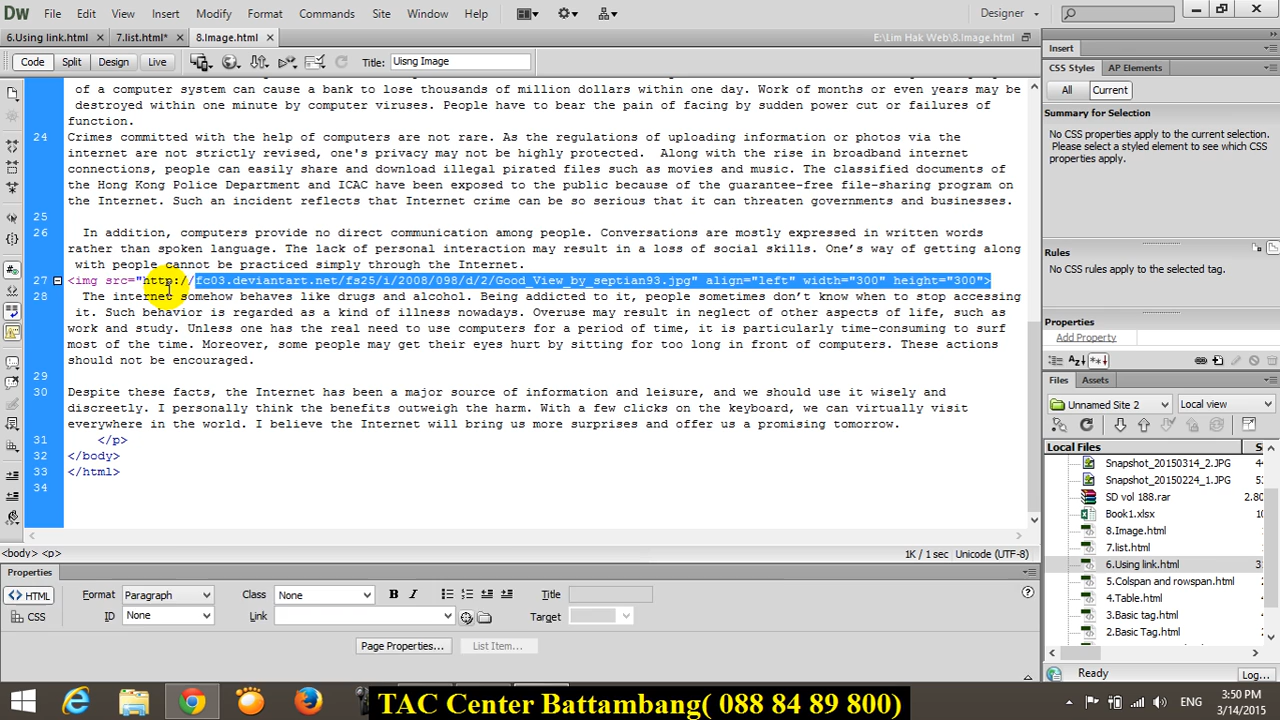 DW File Edit View Insert Modify Format Commands Site Window Help Designer
6.Using link.html 7.list.html* 8.Image.html E:\Lim Hak Web\8.Image.html
Code Split Design Live Title: Uisng Image
of a computer system can cause a bank to lose thousands of million dollars within one day. Work of months or even years may be
destroyed within one minute by computer viruses. People have to bear the pain of facing by sudden power cut or failures of
function.
24 Crimes committed with the help of computers are not rare. As the regulations of uploading information or photos via the
internet are not strictly revised, one's privacy may not be highly protected. Along with the rise in broadband internet
connections, people can easily share and download illegal pirated files such as movies and music. The classified documents of
the Hong Kong Police Department and ICAC have been exposed to the public because of the guarantee-free file-sharing program on
the Internet. Such an incident reflects that Internet crime can be so serious that it can threaten governments and businesses.
25
26 In addition, computers provide no direct communication among people. Conversations are mostly expressed in written words
rather than spoken language. The lack of personal interaction may result in a loss of social skills. One’s way of getting along
with people cannot be practiced simply through the Internet.
27 <img src="http://fc03.deviantart.net/fs25/i/2008/098/d/2/Good_View_by_septian93.jpg" align="left" width="300" height="300">
28 The internet somehow behaves like drugs and alcohol. Being addicted to it, people sometimes don’t know when to stop accessing
it. Such behavior is regarded as a kind of illness nowadays. Overuse may result in neglect of other aspects of life, such as
work and study. Unless one has the real need to use computers for a period of time, it is particularly time-consuming to surf
most of the time. Moreover, some people may get their eyes hurt by sitting for too long in front of computers. These actions
should not be encouraged.
29
30 Despite these facts, the Internet has been a major source of information and leisure, and we should use it wisely and
discreetly. I personally think the benefits outweigh the harm. With a few clicks on the keyboard, we can virtually visit
everywhere in the world. I believe the Internet will bring us more surprises and offer us a promising tomorrow.
31 </p>
32 </body>
33 </html>
34
<body> <p> 1K / 1 sec Unicode (UTF-8)
Properties
HTML Format Paragraph Class None B I Title
CSS ID None Link Target
Page Properties... List Item...
Insert
CSS Styles AP Elements
All Current
Summary for Selection
No CSS properties apply to the current selection.
Please select a styled element to see which CSS
properties apply.
Rules
No CSS rules applied to the selected tag.
Properties
Add Property
Files Assets
Unnamed Site 2 Local view
Local Files S
Snapshot_20150314_2.JPG 44
Snapshot_20150224_1.JPG 53
SD vol 188.rar 2.80
Book1.xlsx 10
8.Image.html
7.list.html
6.Using link.html 3
5.Colspan and rowspan.html
4.Table.html
3.Basic tag.html
2.Basic Tag.html
Ready Log...
TAC Center Battambang( 088 84 89 800)
ENG 3:50 PM
3/14/2015